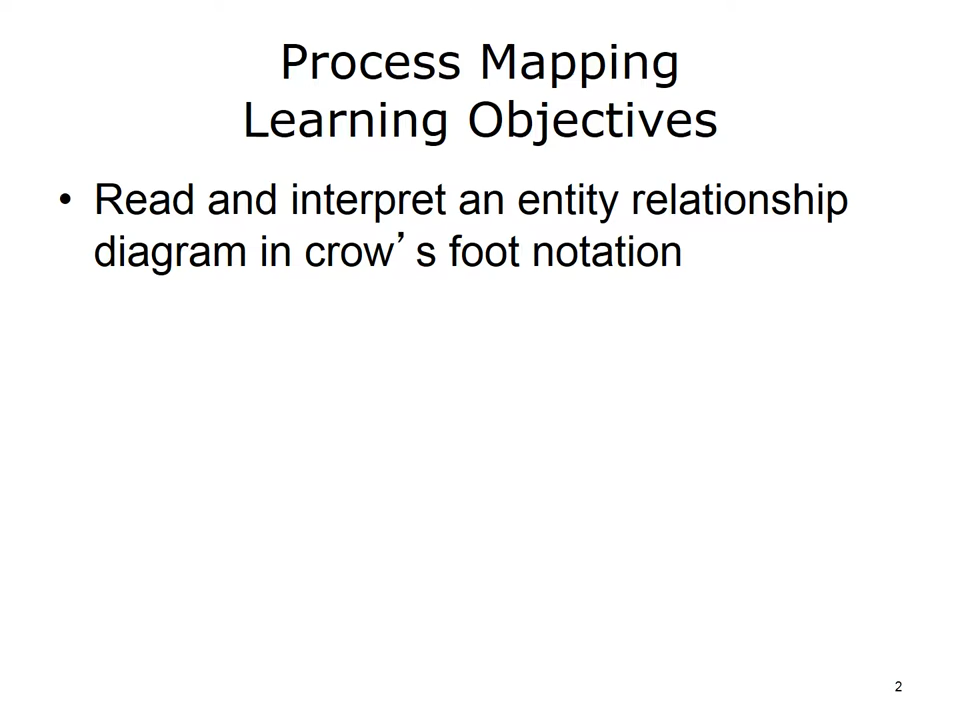 Process Mapping
Learning Objectives
• Read and interpret an entity relationship
diagram in crow’s foot notation
2